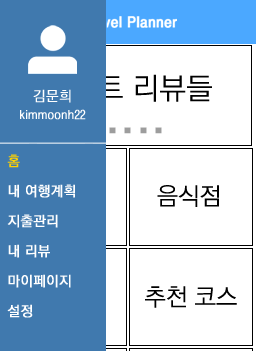 vel Planner
트 리뷰들
김문희
kimmoonh22
홈
내 여행계획
지출관리
내 리뷰
마이페이지
설정
음식점
추천 코스